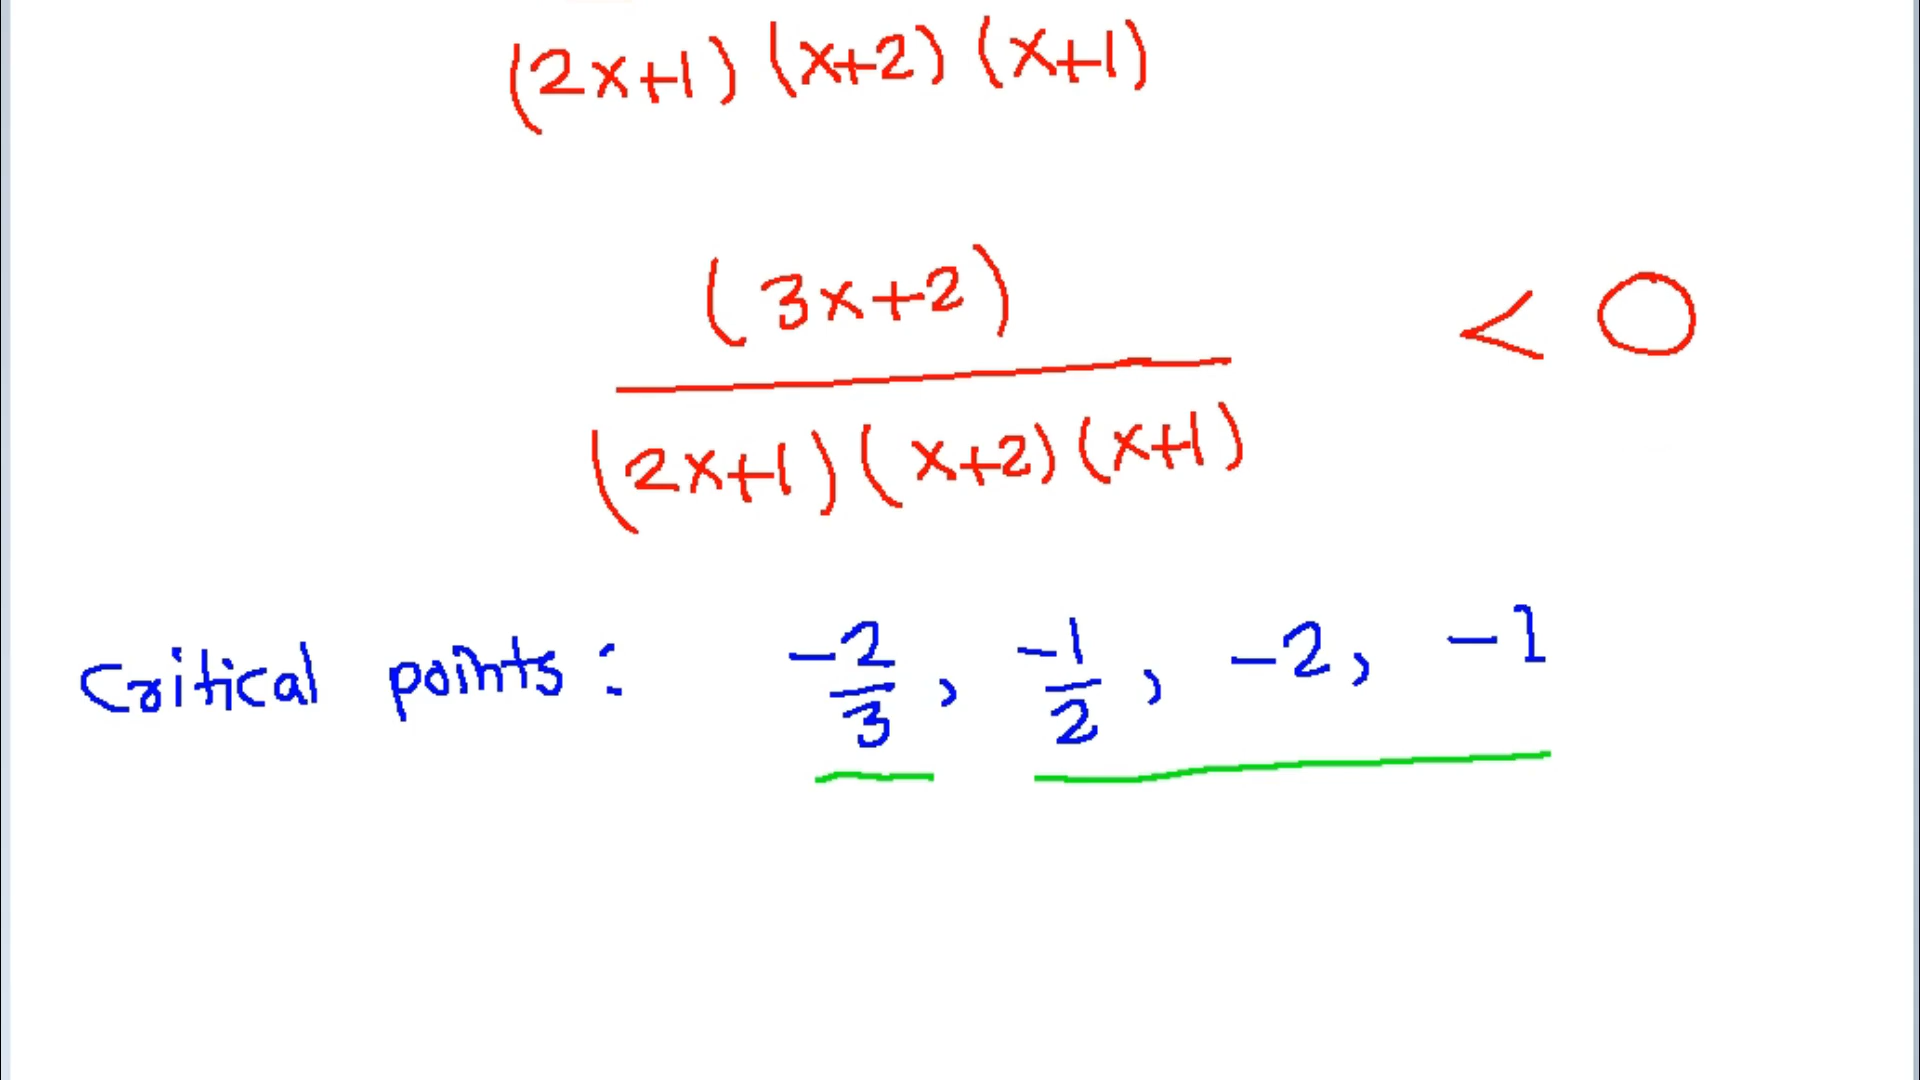 (2x+1) (x+2) (x+1)
(3x+2)
< 0
(2x+1) (x+2) (x+1)
Critical points : -2/3, -1/2, -2, -1